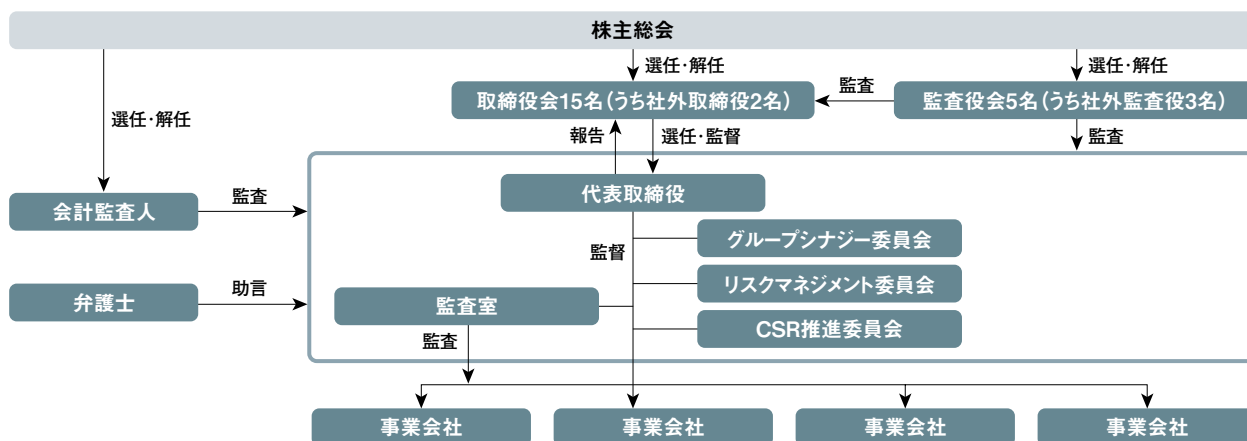 株主総会
選任・解任
選任・解任
選任・解任
取締役会15名（うち社外取締役2名）
監査
監査役会5名（うち社外監査役3名）
報告
選任・監督
監査
代表取締役
会計監査人
監査
グループシナジー委員会
監督
リスクマネジメント委員会
弁護士
助言
監査室
CSR推進委員会
監査
事業会社
事業会社
事業会社
事業会社